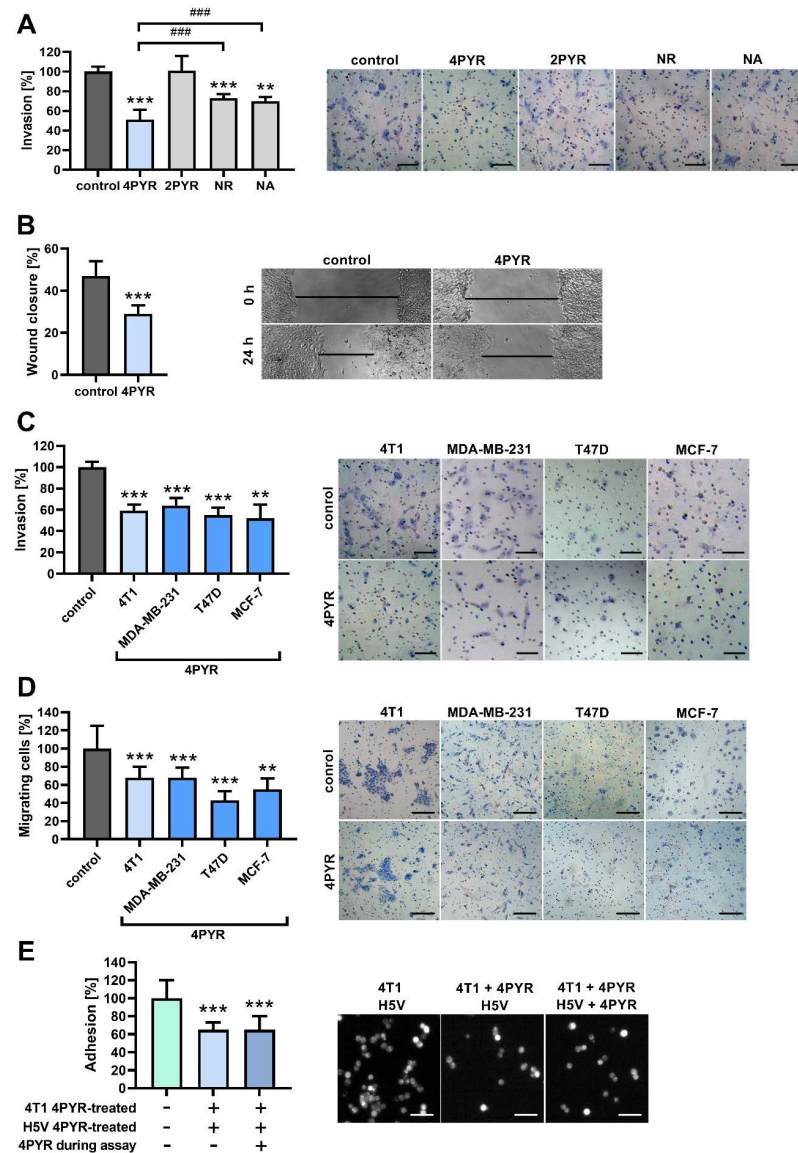 A
###
###
Invasion [%]
140
120
100
80
60
40
20
0
***
***
**
control 4PYR 2PYR NR NA
control 4PYR 2PYR NR NA
B
Wound closure [%]
60
40
20
0
***
control 4PYR
control 4PYR
0 h
24 h
C
Invasion [%]
120
100
80
60
40
20
0
*** *** *** **
control
4T1
MDA-MB-231
T47D
MCF-7
4PYR
4T1 MDA-MB-231 T47D MCF-7
conrol
4PYR
D
Migrating cells [%]
140
120
100
80
60
40
20
0
*** *** *** **
control
4T1
MDA-MB-231
T47D
MCF-7
4PYR
4T1 MDA-MB-231 T47D MCF-7
conrol
4PYR
E
Adhesion [%]
140
120
100
80
60
40
20
0
*** ***
4T1 4PYR-treated - + +
H5V 4PYR-treated - + +
4PYR during assay - - +
4T1 4T1 + 4PYR 4T1 + 4PYR
H5V H5V H5V + 4PYR